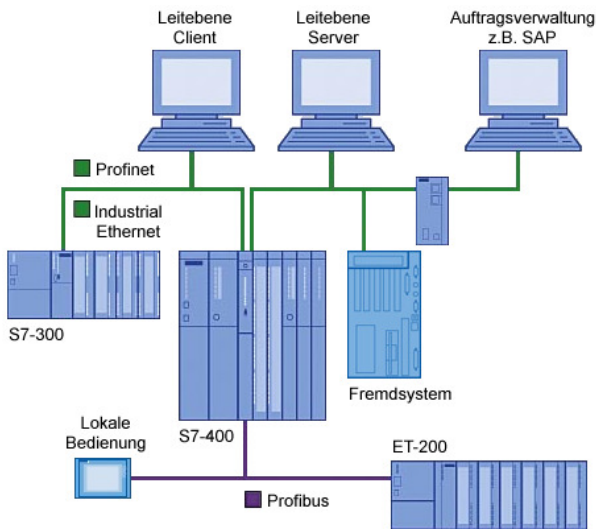 Leitebene
Client
Leitebene
Server
Auftragsverwaltung
z.B. SAP
Profinet
Industrial
Ethernet
S7-300
Fremdsystem
Lokale
Bedienung
S7-400
ET-200
Profibus